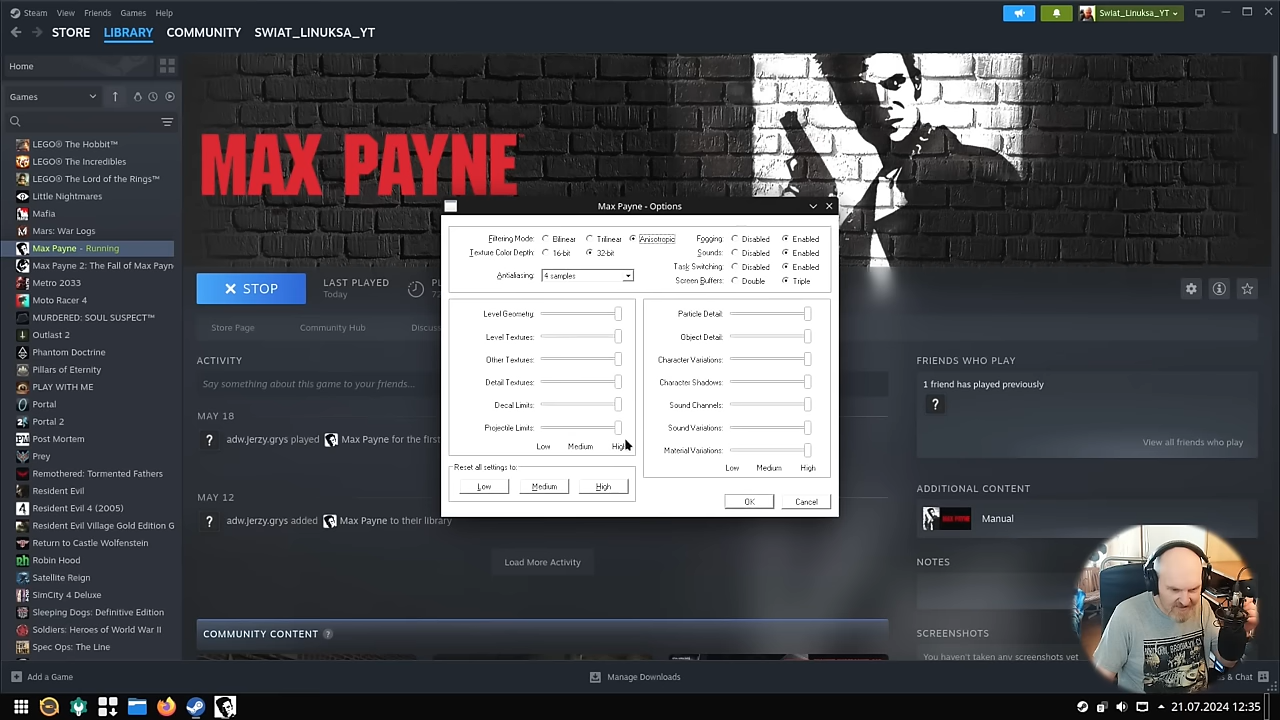 Steam View Friends Games Help
Swiat_Linuksa_YT
STORE LIBRARY COMMUNITY SWIAT_LINUKSA_YT
Home
Games
LEGO® The Hobbit™
LEGO® The Incredibles
LEGO® The Lord of the Rings™
Little Nightmares
Mafia
Mars: War Logs
Max Payne - Running
Max Payne 2: The Fall of Max Payn
Metro 2033
Moto Racer 4
MURDERED: SOUL SUSPECT™
Outlast 2
Phantom Doctrine
Pillars of Eternity
PLAY WITH ME
Portal
Portal 2
Post Mortem
Prey
Remothered: Tormented Fathers
Resident Evil
Resident Evil 4 (2005)
Resident Evil Village Gold Edition G
Return to Castle Wolfenstein
Robin Hood
Satellite Reign
SimCity 4 Deluxe
Sleeping Dogs: Definitive Edition
Soldiers: Heroes of World War II
Spec Ops: The Line
MAX PAYNE™
STOP
LAST PLAYED
Today
Store Page Community Hub
ACTIVITY
Say something about this game to your friends...
MAY 18
adw.jerzy.grys played Max Payne for the first
MAY 12
adw.jerzy.grys added Max Payne to their library
Load More Activity
COMMUNITY CONTENT ?
Max Payne - Options
Filtering Mode: Bilinear Trilinear Anisotropic
Texture Color Depth: 16-bit 32-bit
Antialiasing: 4 samples
Fogging: Disabled Enabled
Sounds: Disabled Enabled
Task Switching: Disabled Enabled
Screen Buffers: Double Triple
Level Geometry:
Level Textures:
Other Textures:
Detail Textures:
Decal Limits:
Projectile Limits:
Low Medium High
Reset all settings to:
Low Medium High
Particle Detail:
Object Detail:
Character Variations:
Character Shadows:
Sound Channels:
Sound Variations:
Material Variations:
Low Medium High
OK Cancel
FRIENDS WHO PLAY
1 friend has played previously
?
View all friends who play
ADDITIONAL CONTENT
Manual
NOTES
SCREENSHOTS
You haven't taken any screenshots yet
Add a Game
Manage Downloads
& Chat
21.07.2024 12:35